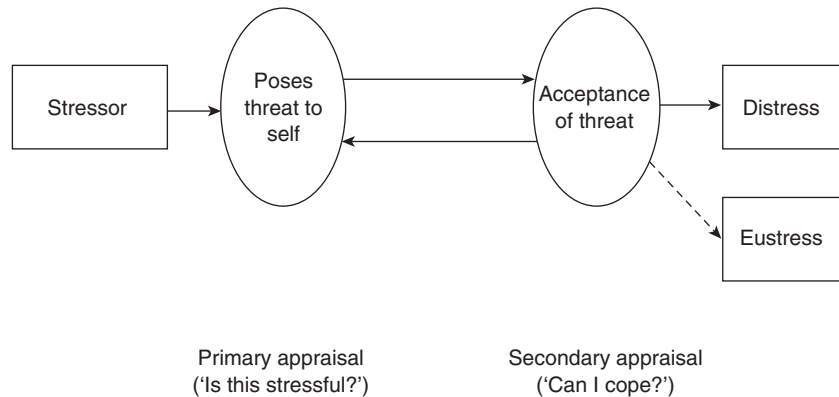 Stressor
Poses
threat to
self
Acceptance
of threat
Distress
Eustress
Primary appraisal
(‘Is this stressful?’)
Secondary appraisal
(‘Can I cope?’)